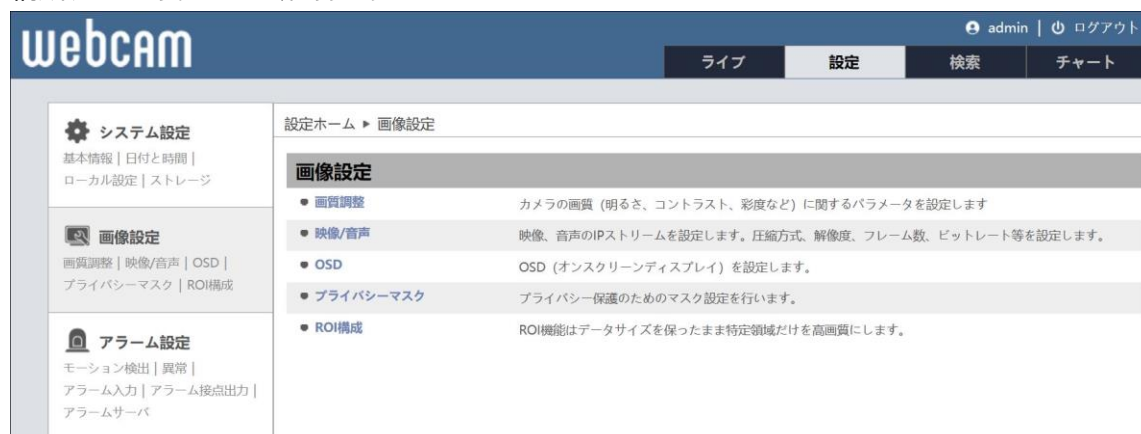 webcam
admin | ログアウト
ライブ 設定 検索 チャート
システム設定
基本情報 | 日付と時間 |
ローカル設定 | ストレージ
画像設定
画質調整 | 映像/音声 | OSD |
プライバシーマスク | ROI構成
アラーム設定
モーション検出 | 異常 |
アラーム入力 | アラーム接点出力 |
アラームサーバ
設定ホーム ▶ 画像設定
画像設定
● 画質調整 カメラの画質 (明るさ、コントラスト、彩度など) に関するパラメータを設定します
● 映像/音声 映像、音声のIPストリームを設定します。圧縮方式、解像度、フレーム数、ビットレート等を設定します。
● OSD OSD (オンスクリーンディスプレイ) を設定します。
● プライバシーマスク プライバシー保護のためのマスク設定を行います。
● ROI構成 ROI機能はデータサイズを保ったまま特定領域だけを高画質にします。